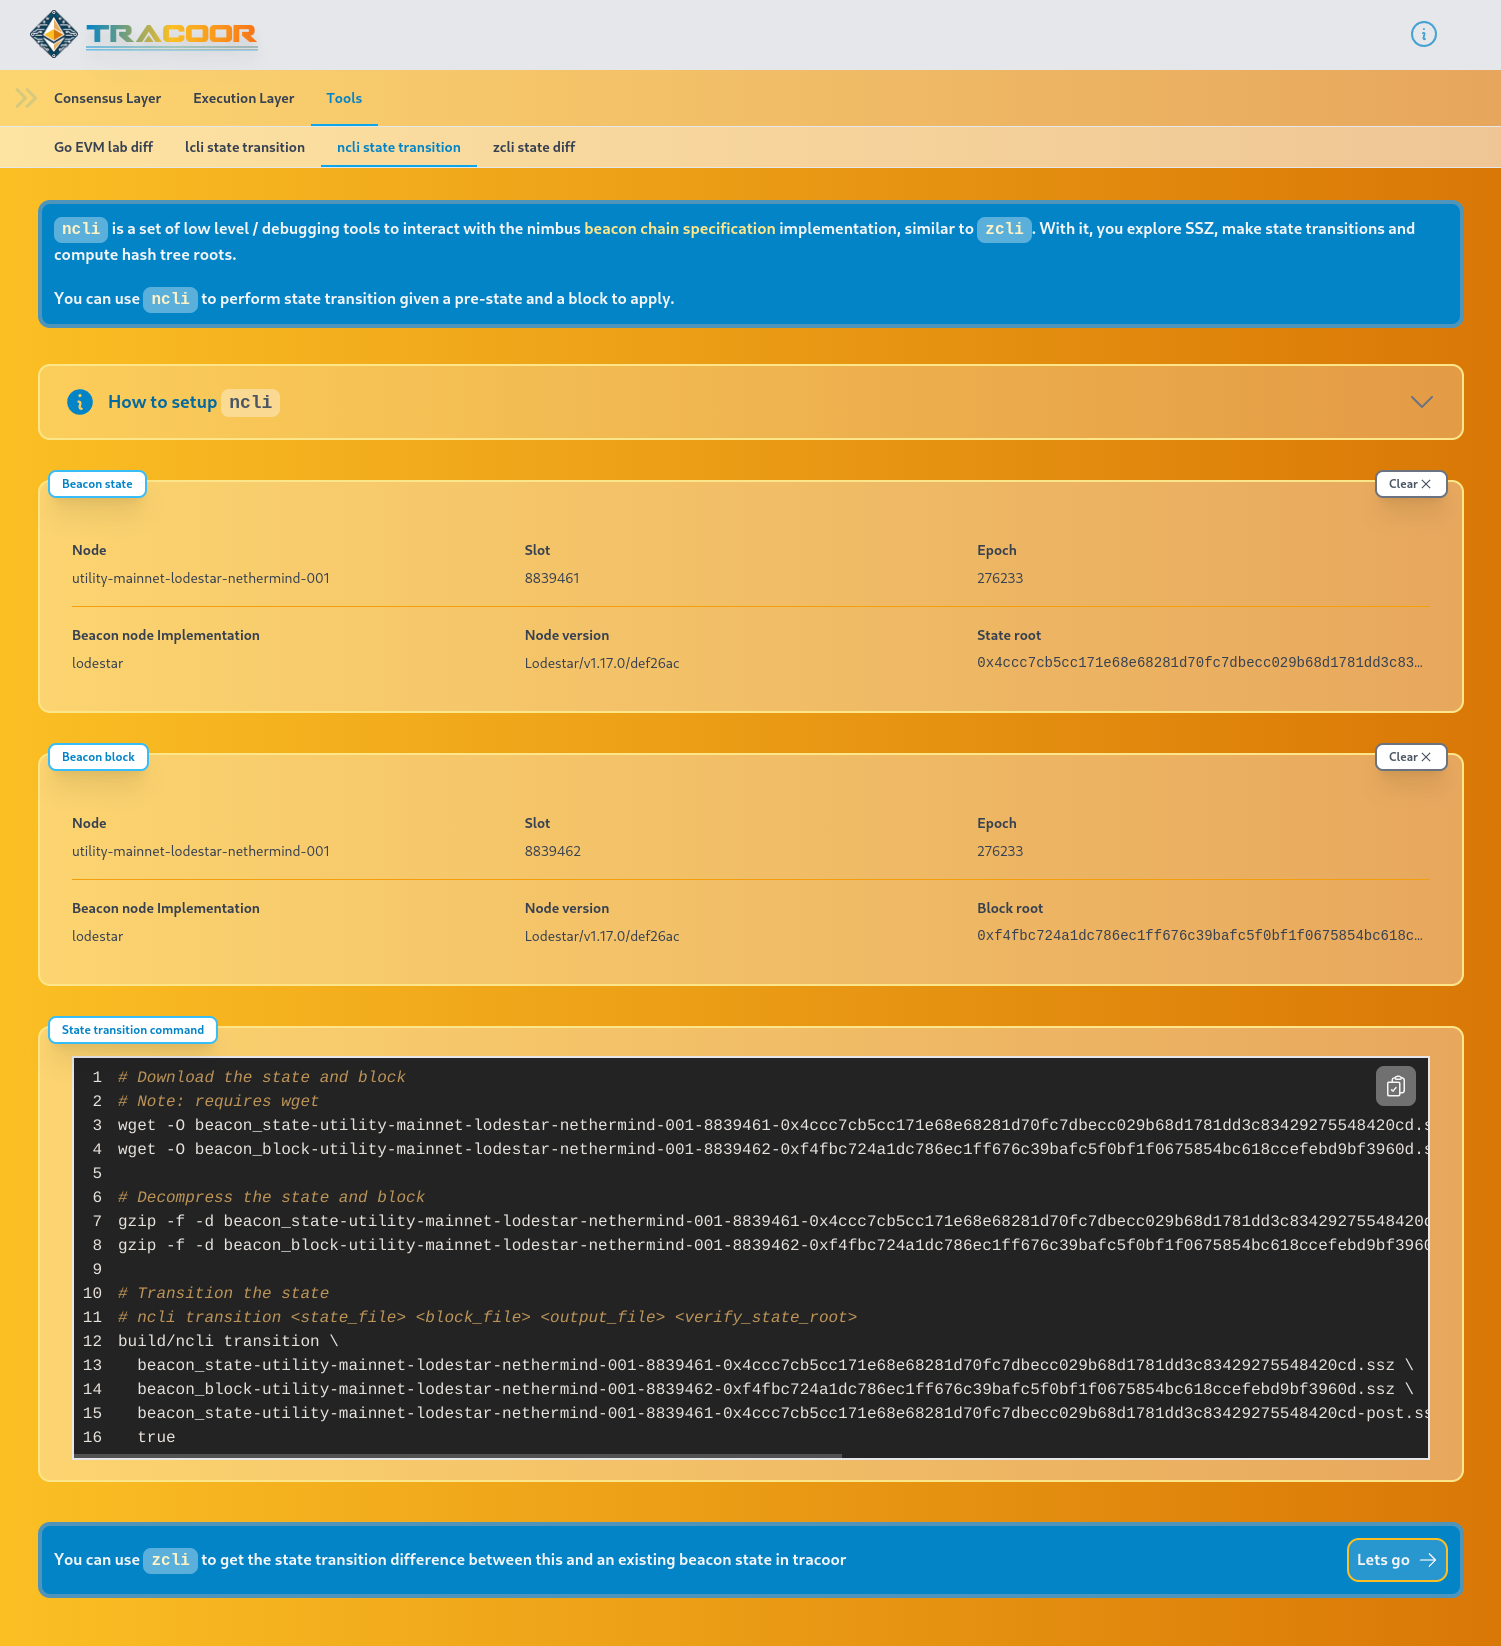 TRACOOR
Consensus Layer Execution Layer Tools
Go EVM lab diff lcli state transition ncli state transition zcli state diff
ncli is a set of low level / debugging tools to interact with the nimbus beacon chain specification implementation, similar to zcli. With it, you explore SSZ, make state transitions and
compute hash tree roots.
You can use ncli to perform state transition given a pre-state and a block to apply.
How to setup ncli
Beacon state Clear
Node Slot Epoch
utility-mainnet-lodestar-nethermind-001 8839461 276233
Beacon node Implementation Node version State root
lodestar Lodestar/v1.17.0/def26ac 0x4ccc7cb5cc171e68e68281d70fc7dbecc029b68d1781dd3c83…
Beacon block Clear
Node Slot Epoch
utility-mainnet-lodestar-nethermind-001 8839462 276233
Beacon node Implementation Node version Block root
lodestar Lodestar/v1.17.0/def26ac 0xf4fbc724a1dc786ec1ff676c39bafc5f0bf1f0675854bc618c…
State transition command
1 # Download the state and block
2 # Note: requires wget
3 wget -O beacon_state-utility-mainnet-lodestar-nethermind-001-8839461-0x4ccc7cb5cc171e68e68281d70fc7dbecc029b68d1781dd3c83429275548420cd.s
4 wget -O beacon_block-utility-mainnet-lodestar-nethermind-001-8839462-0xf4fbc724a1dc786ec1ff676c39bafc5f0bf1f0675854bc618ccefebd9bf3960d.s
5
6 # Decompress the state and block
7 gzip -f -d beacon_state-utility-mainnet-lodestar-nethermind-001-8839461-0x4ccc7cb5cc171e68e68281d70fc7dbecc029b68d1781dd3c83429275548420c
8 gzip -f -d beacon_block-utility-mainnet-lodestar-nethermind-001-8839462-0xf4fbc724a1dc786ec1ff676c39bafc5f0bf1f0675854bc618ccefebd9bf3960
9
10 # Transition the state
11 # ncli transition <state_file> <block_file> <output_file> <verify_state_root>
12 build/ncli transition \
13 beacon_state-utility-mainnet-lodestar-nethermind-001-8839461-0x4ccc7cb5cc171e68e68281d70fc7dbecc029b68d1781dd3c83429275548420cd.ssz \
14 beacon_block-utility-mainnet-lodestar-nethermind-001-8839462-0xf4fbc724a1dc786ec1ff676c39bafc5f0bf1f0675854bc618ccefebd9bf3960d.ssz \
15 beacon_state-utility-mainnet-lodestar-nethermind-001-8839461-0x4ccc7cb5cc171e68e68281d70fc7dbecc029b68d1781dd3c83429275548420cd-post.ss
16 true
You can use zcli to get the state transition difference between this and an existing beacon state in tracoor Lets go